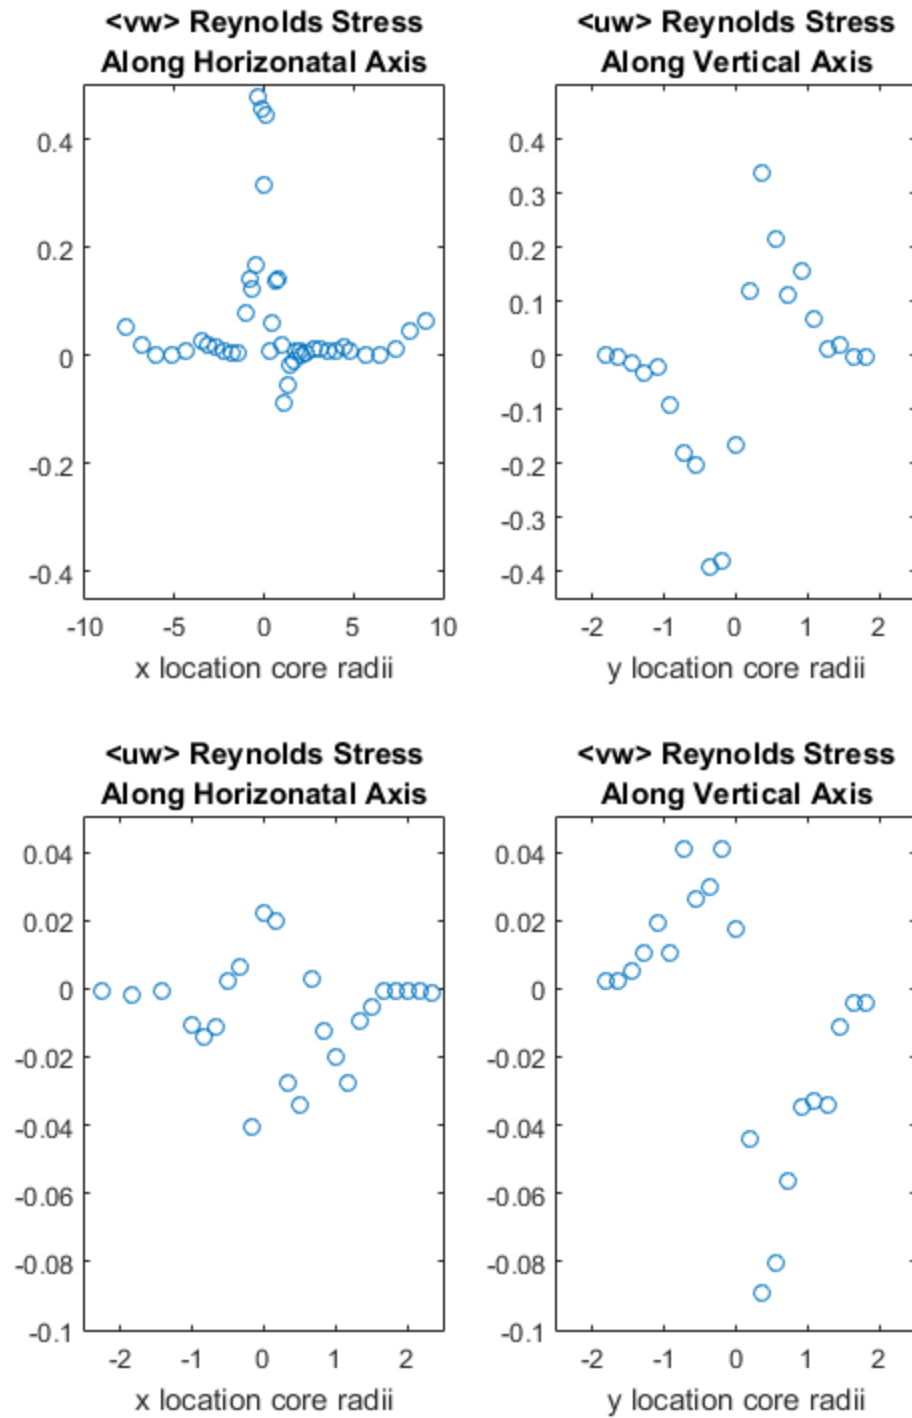 <vw> Reynolds Stress
Along Horizonatal Axis
0.4
0.2
0
-0.2
-0.4
-10 -5 0 5 10
x location core radii
<uw> Reynolds Stress
Along Vertical Axis
0.4
0.3
0.2
0.1
0
-0.1
-0.2
-0.3
-0.4
-2 -1 0 1 2
y location core radii
<uw> Reynolds Stress
Along Horizonatal Axis
0.04
0.02
0
-0.02
-0.04
-0.06
-0.08
-0.1
-2 -1 0 1 2
x location core radii
<vw> Reynolds Stress
Along Vertical Axis
0.04
0.02
0
-0.02
-0.04
-0.06
-0.08
-0.1
-2 -1 0 1 2
y location core radii